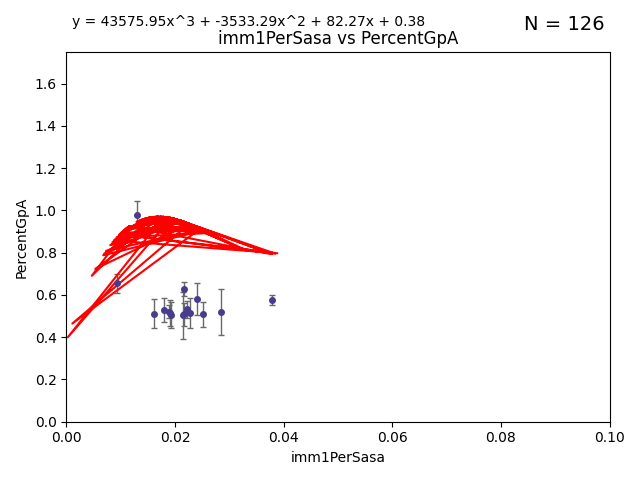 y = 43575.95x^3 + -3533.29x^2 + 82.27x + 0.38
N = 126
imm1PerSasa vs PercentGpA
PercentGpA
1.6
1.4
1.2
1.0
0.8
0.6
0.4
0.2
0.0
0.00 0.02 0.04 0.06 0.08 0.10
imm1PerSasa